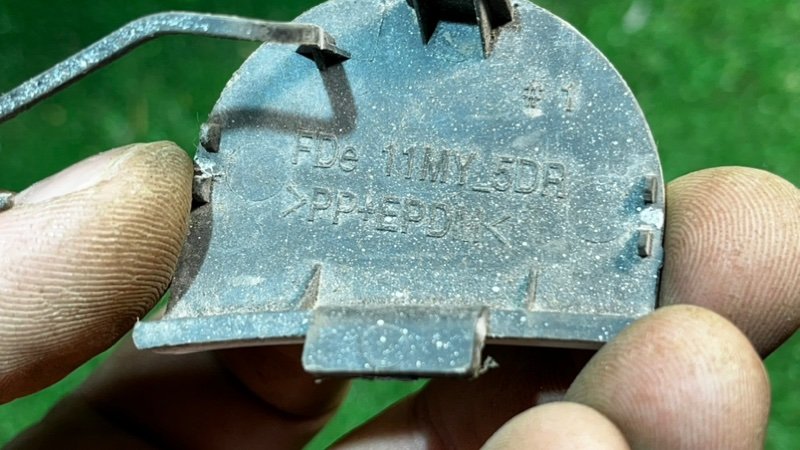 # 1
FDe 11MY_5DR
>PP+EPDM<